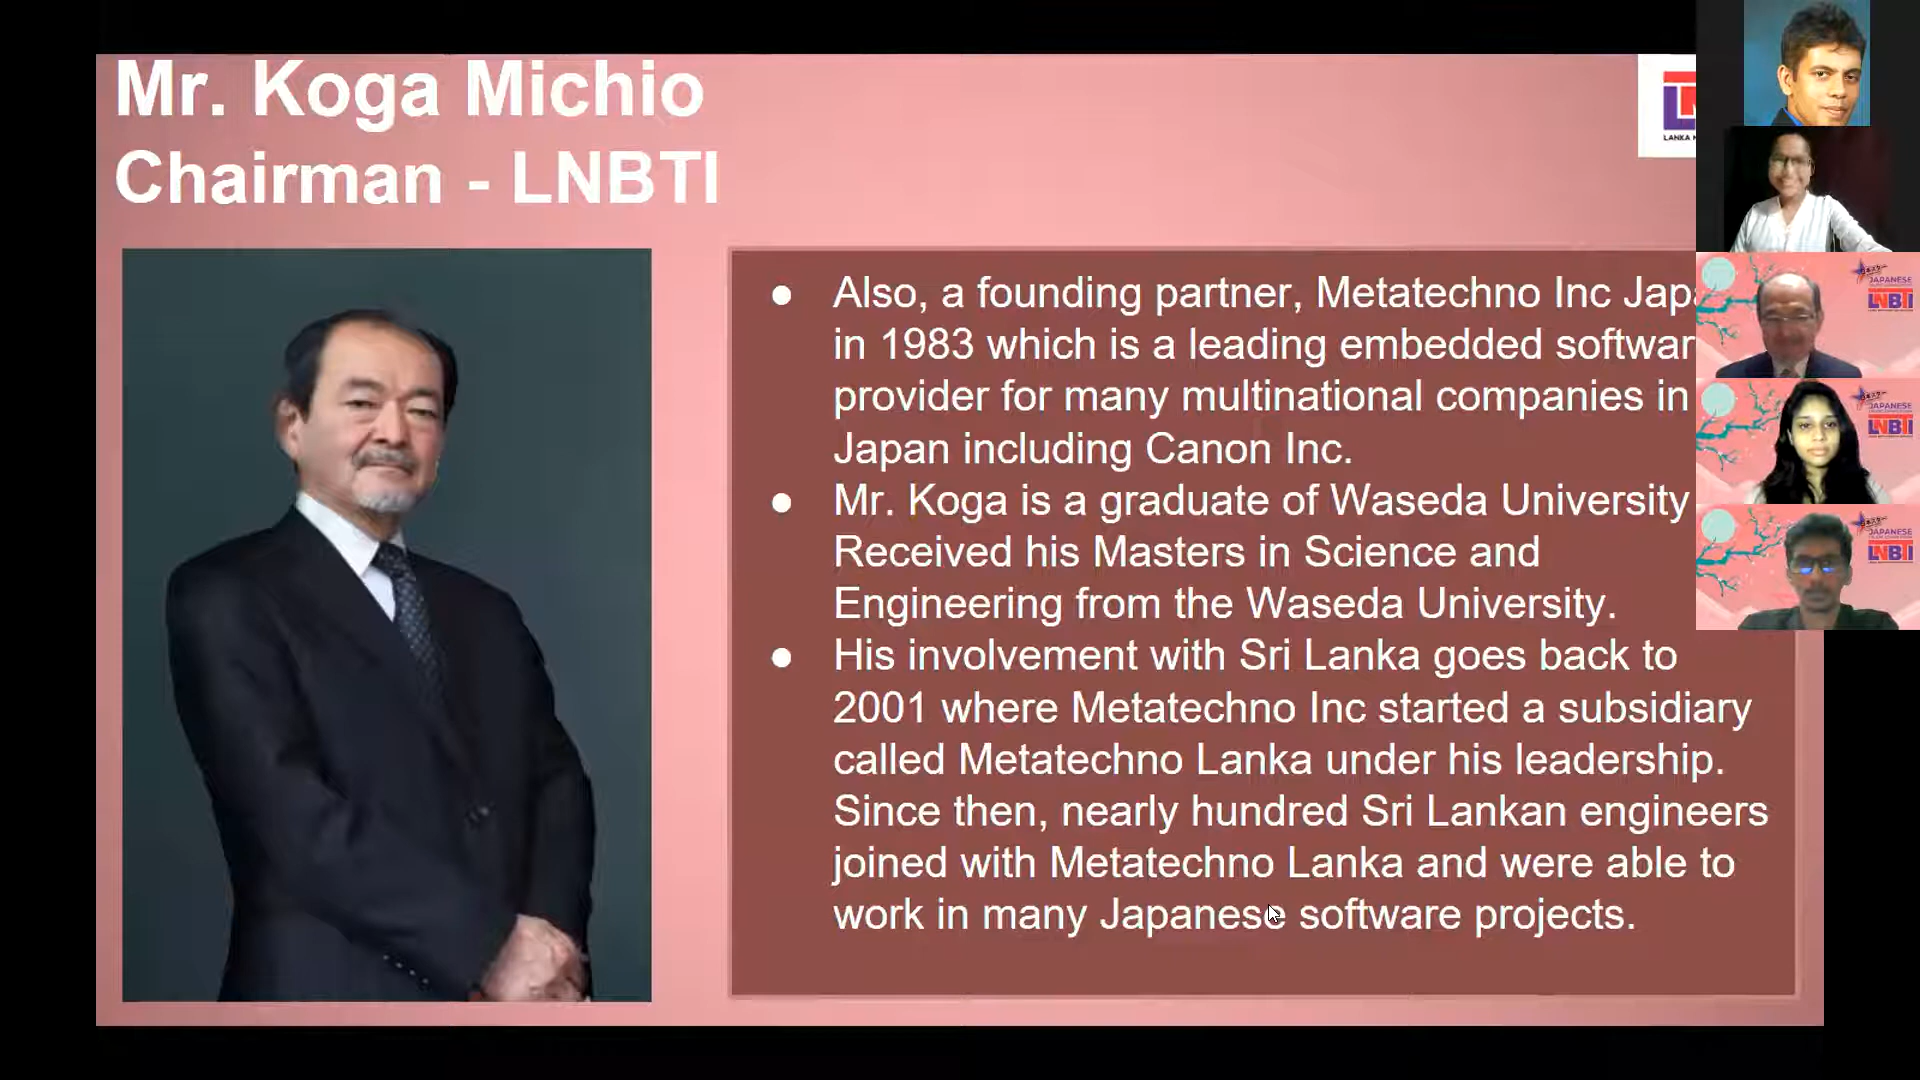 Mr. Koga Michio
Chairman - LNBTI
● Also, a founding partner, Metatechno Inc
in 1983 which is a leading embedded
provider for many multinational companies in
Japan including Canon Inc.
● Mr. Koga is a graduate of Waseda University
Received his Masters in Science and
Engineering from the Waseda University.
● His involvement with Sri Lanka goes back to
2001 where Metatechno Inc started a subsidiary
called Metatechno Lanka under his leadership.
Since then, nearly hundred Sri Lankan engineers
joined with Metatechno Lanka and were able to
work in many Japanese software projects.
LANKA
JAPANESE
LNBTI
JAPANESE
LNBTI
JAPANESE
LNBTI